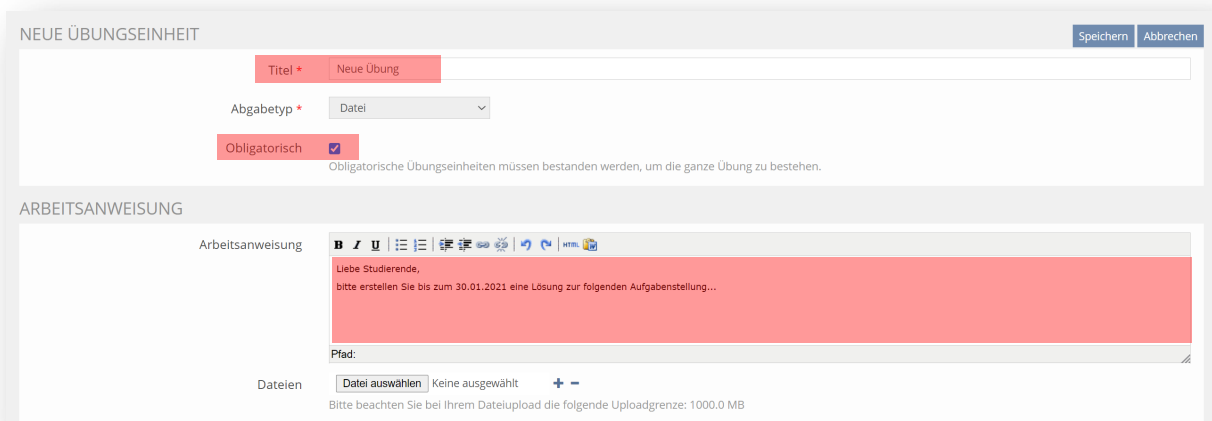 NEUE ÜBUNGSEINHEIT
Speichern Abbrechen
Titel * Neue Übung
Abgabetyp * Datei
Obligatorisch
Obligatorische Übungseinheiten müssen bestanden werden, um die ganze Übung zu bestehen.
ARBEITSANWEISUNG
Arbeitsanweisung
B I U HTML
Liebe Studierende,
bitte erstellen Sie bis zum 30.01.2021 eine Lösung zur folgenden Aufgabenstellung...
Pfad:
Dateien Datei auswählen Keine ausgewählt + −
Bitte beachten Sie bei Ihrem Dateiupload die folgende Uploadgrenze: 1000.0 MB